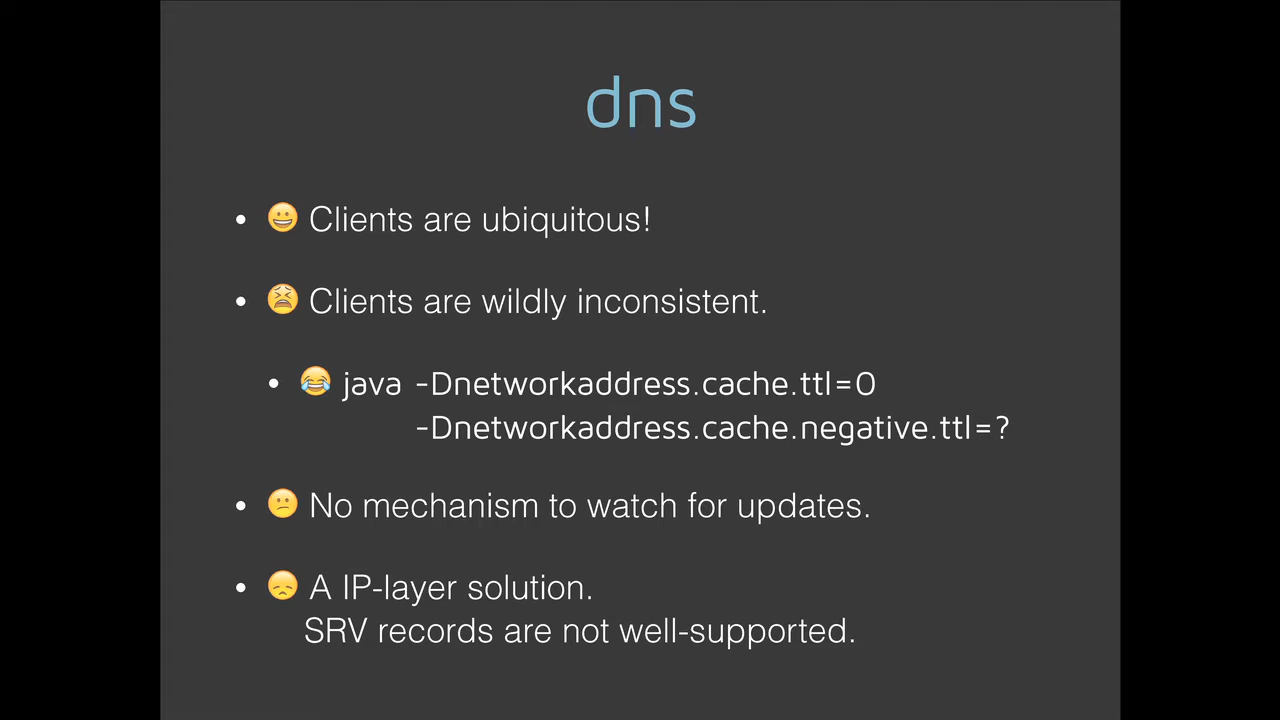 dns
• 😀 Clients are ubiquitous!
• 😫 Clients are wildly inconsistent.
• 😂 java -Dnetworkaddress.cache.ttl=0
-Dnetworkaddress.cache.negative.ttl=?
• 😕 No mechanism to watch for updates.
• 😞 A IP-layer solution.
SRV records are not well-supported.